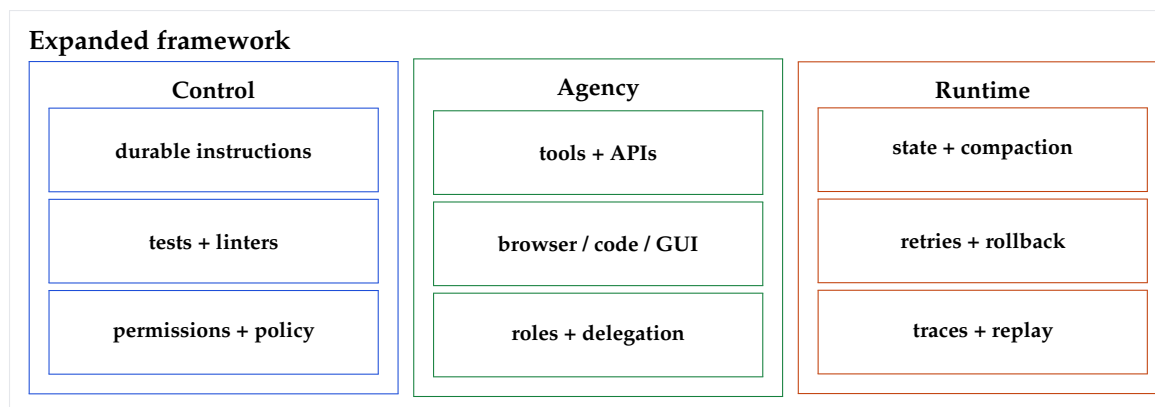 Expanded framework
Control
durable instructions
tests + linters
permissions + policy
Agency
tools + APIs
browser / code / GUI
roles + delegation
Runtime
state + compaction
retries + rollback
traces + replay